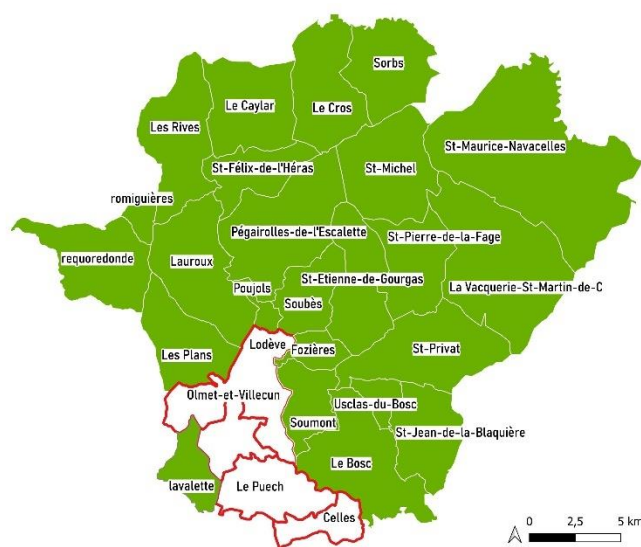 Sorbs
Le Caylar
Le Cros
Les Rives
St-Maurice-Navacelles
St-Félix-de-l'Héras
St-Michel
romiguières
Pégairolles-de-l'Escalette
St-Pierre-de-la-Fage
requoredonde
Lauroux
St-Etienne-de-Gourgas
Poujols
La Vacquerie-St-Martin-de-C
Soubès
Lodève
Fozières
St-Privat
Les Plans
Olmet-et-Villecun
Usclas-du-Bosc
Soumont
St-Jean-de-la-Blaquière
Le Bosc
lavalette
Le Puech
Celles
0 2,5 5 km